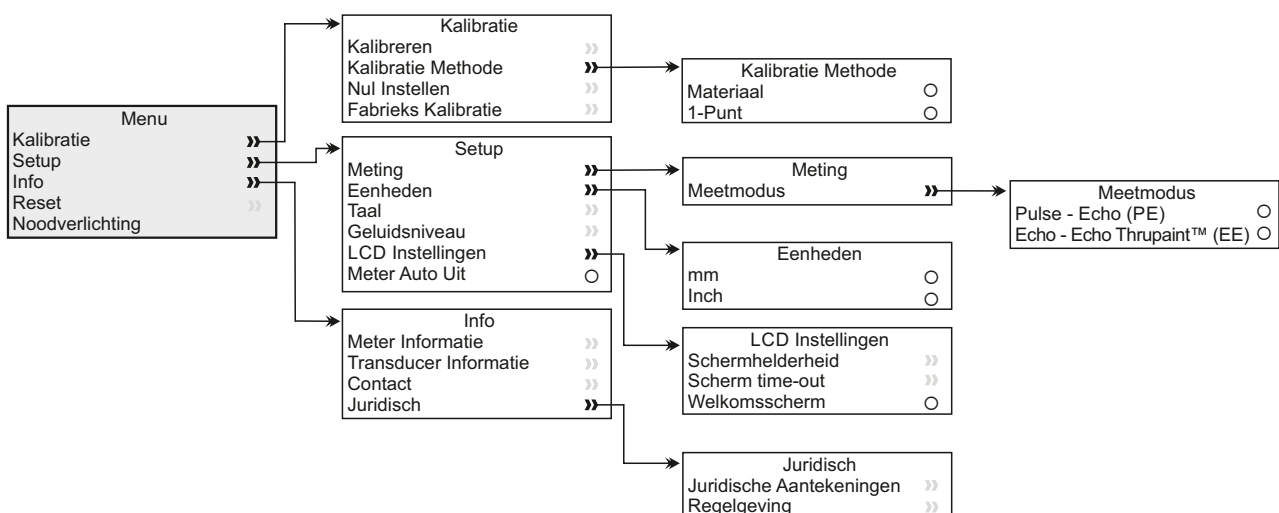 Menu
Kalibratie
Setup
Info
Reset
Noodverlichting
Kalibratie
Kalibreren
Kalibratie Methode
Nul Instellen
Fabrieks Kalibratie
Kalibratie Methode
Materiaal
1-Punt
Setup
Meting
Eenheden
Taal
Geluidsniveau
LCD Instellingen
Meter Auto Uit
Meting
Meetmodus
Meetmodus
Pulse - Echo (PE)
Echo - Echo Thrupaint™ (EE)
Eenheden
mm
Inch
LCD Instellingen
Schermhelderheid
Scherm time-out
Welkomsscherm
Info
Meter Informatie
Transducer Informatie
Contact
Juridisch
Juridisch
Juridische Aantekeningen
Regelgeving